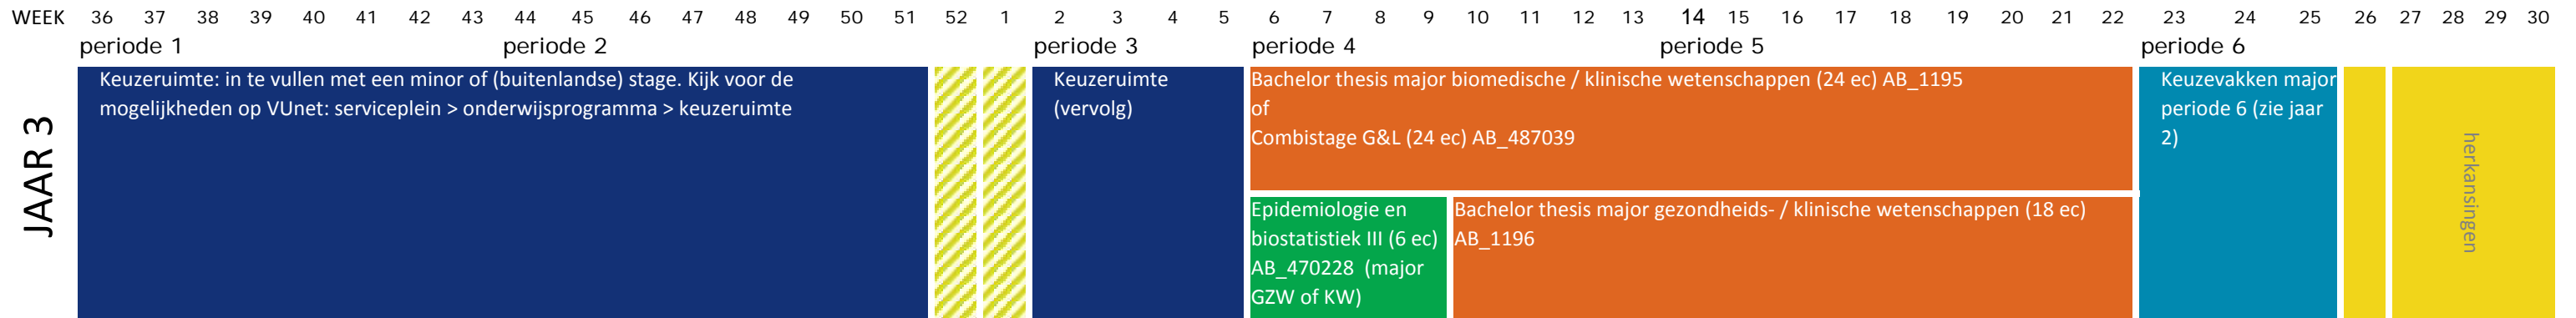 WEEK 36 37 38 39 40 41 42 43 44 45 46 47 48 49 50 51 52 1 2 3 4 5 6 7 8 9 10 11 12 13 14 15 16 17 18 19 20 21 22 23 24 25 26 27 28 29 30
periode 1 periode 2 periode 3 periode 4 periode 5 periode 6
JAAR 3
Keuzeruimte: in te vullen met een minor of (buitenlandse) stage. Kijk voor de
mogelijkheden op VUnet: serviceplein > onderwijsprogramma > keuzeruimte
Keuzeruimte
(vervolg)
Bachelor thesis major biomedische / klinische wetenschappen (24 ec) AB_1195
of
Combistage G&L (24 ec) AB_487039
Epidemiologie en
biostatistiek III (6 ec)
AB_470228 (major
GZW of KW)
Bachelor thesis major gezondheids- / klinische wetenschappen (18 ec)
AB_1196
Keuzevakken major
periode 6 (zie jaar
2)
herkansingen